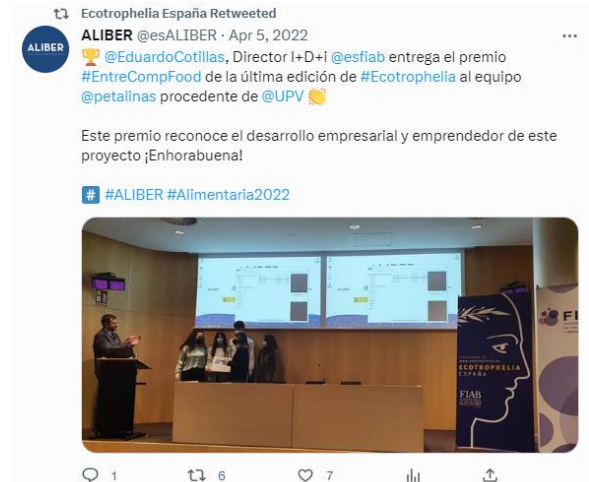 Ecotrophelia España Retweeted
ALIBER @esALIBER · Apr 5, 2022
ALIBER
🏆 @EduardoCotillas, Director I+D+i @esfiab entrega el premio
#EntreCompFood de la última edición de #Ecotrophelia al equipo
@petalinas procedente de @UPV 👏
Este premio reconoce el desarrollo empresarial y emprendedor de este
proyecto ¡Enhorabuena!
#️⃣ #ALIBER #Alimentaria2022
ALIBER
ECOTROPHELIA
ESPAÑA
FIAB
FI
1
6
7